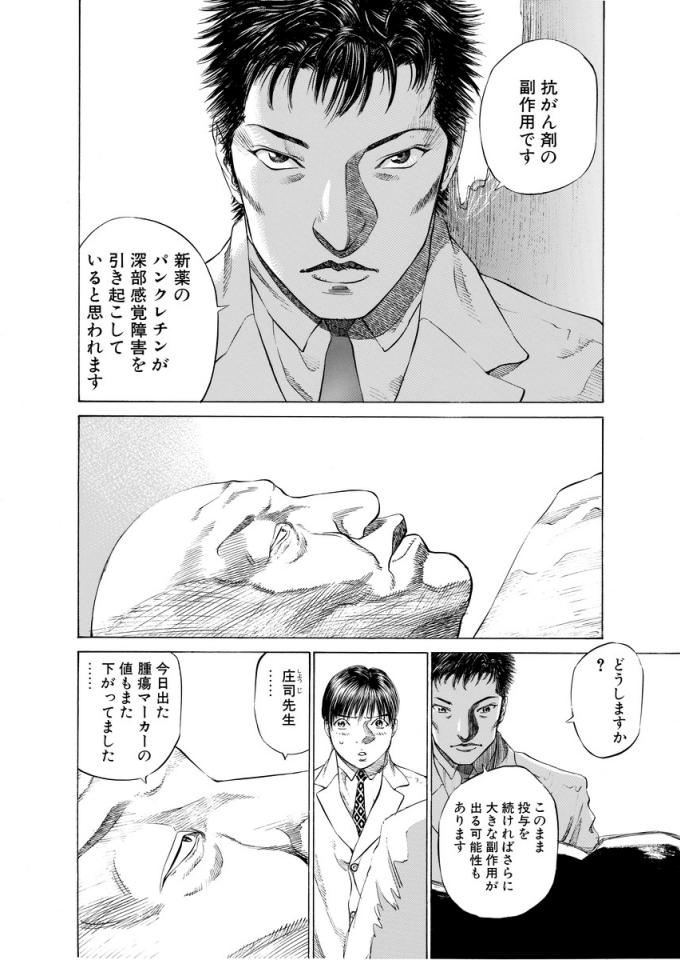 抗がん剤の
副作用です
新薬の
パンクレチンが
深部感覚障害を
引き起こして
いると思われます
どうしますか
?
このまま
投与を
続ければさらに
大きな副作用が
出る可能性も
あります
庄司先生
しょうじ
……
今日出た
腫瘍マーカーの
値もまた
下がってました
……